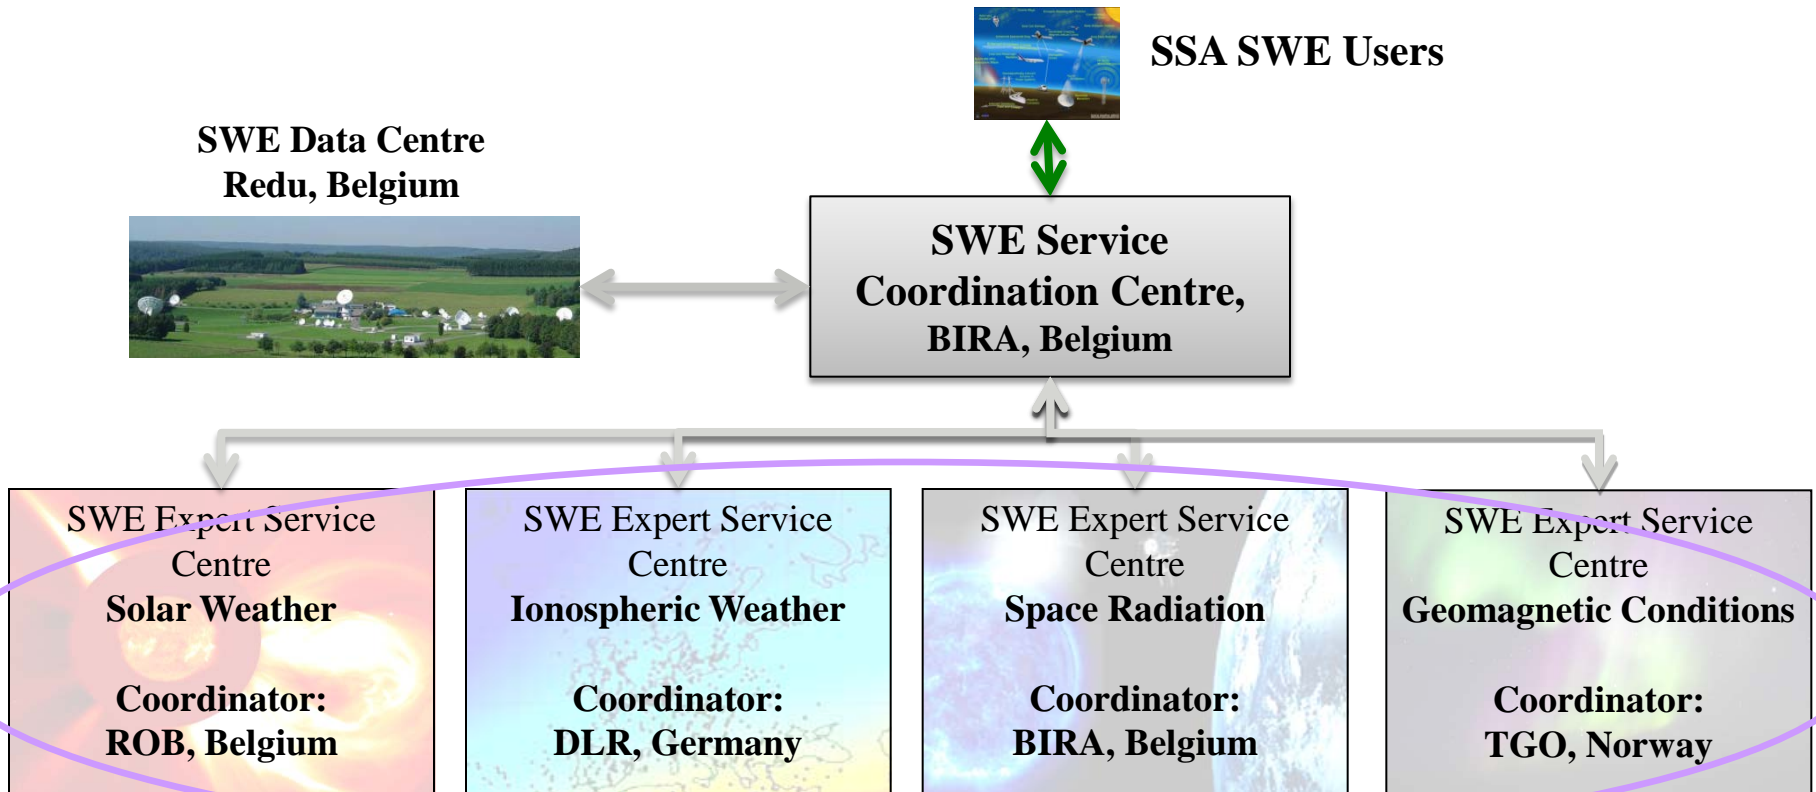 SSA SWE Users
SWE Data Centre
Redu, Belgium
SWE Service
Coordination Centre,
BIRA, Belgium
SWE Expert Service
Centre
Solar Weather
Coordinator:
ROB, Belgium
SWE Expert Service
Centre
Ionospheric Weather
Coordinator:
DLR, Germany
SWE Expert Service
Centre
Space Radiation
Coordinator:
BIRA, Belgium
SWE Expert Service
Centre
Geomagnetic Conditions
Coordinator:
TGO, Norway